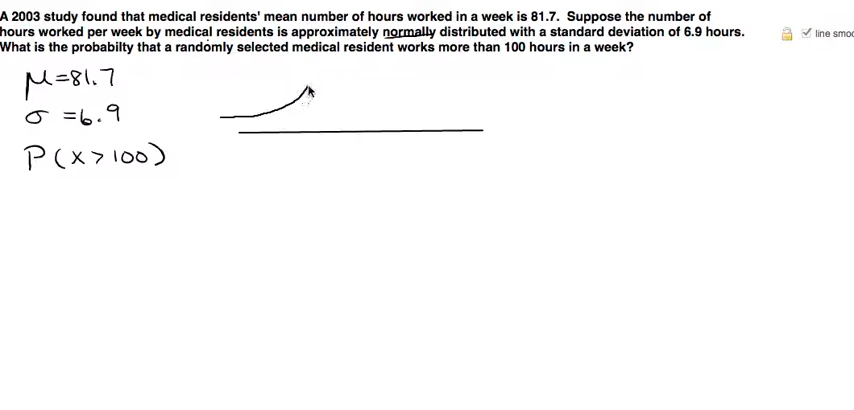 A 2003 study found that medical residents' mean number of hours worked in a week is 81.7. Suppose the number of
hours worked per week by medical residents is approximately normally distributed with a standard deviation of 6.9 hours.
What is the probabilty that a randomly selected medical resident works more than 100 hours in a week?
line smoo
μ=81.7
σ =6.9
P(x>100)